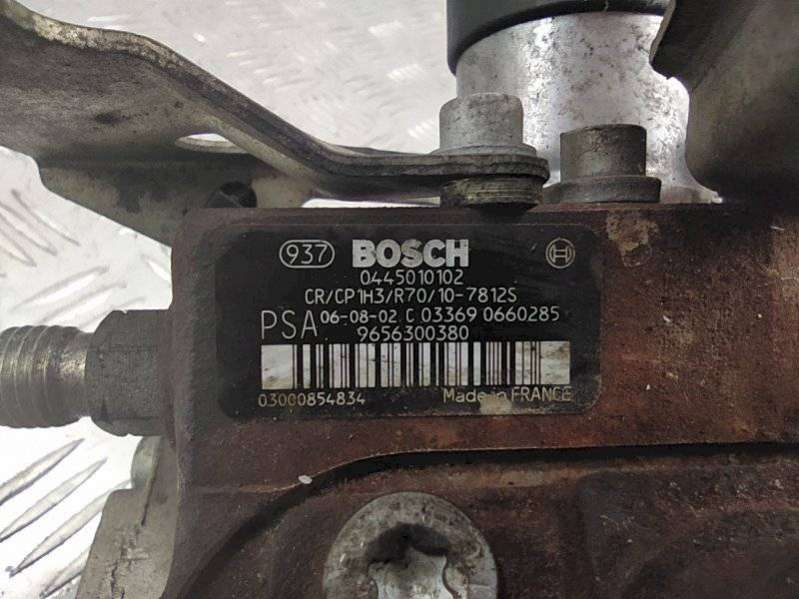 937 BOSCH
0445010102
CR/CP1H3/R70/10-7812S
PSA 06-08-02 C 03369 0660285
9656300380
03000854834 Made in FRANCE